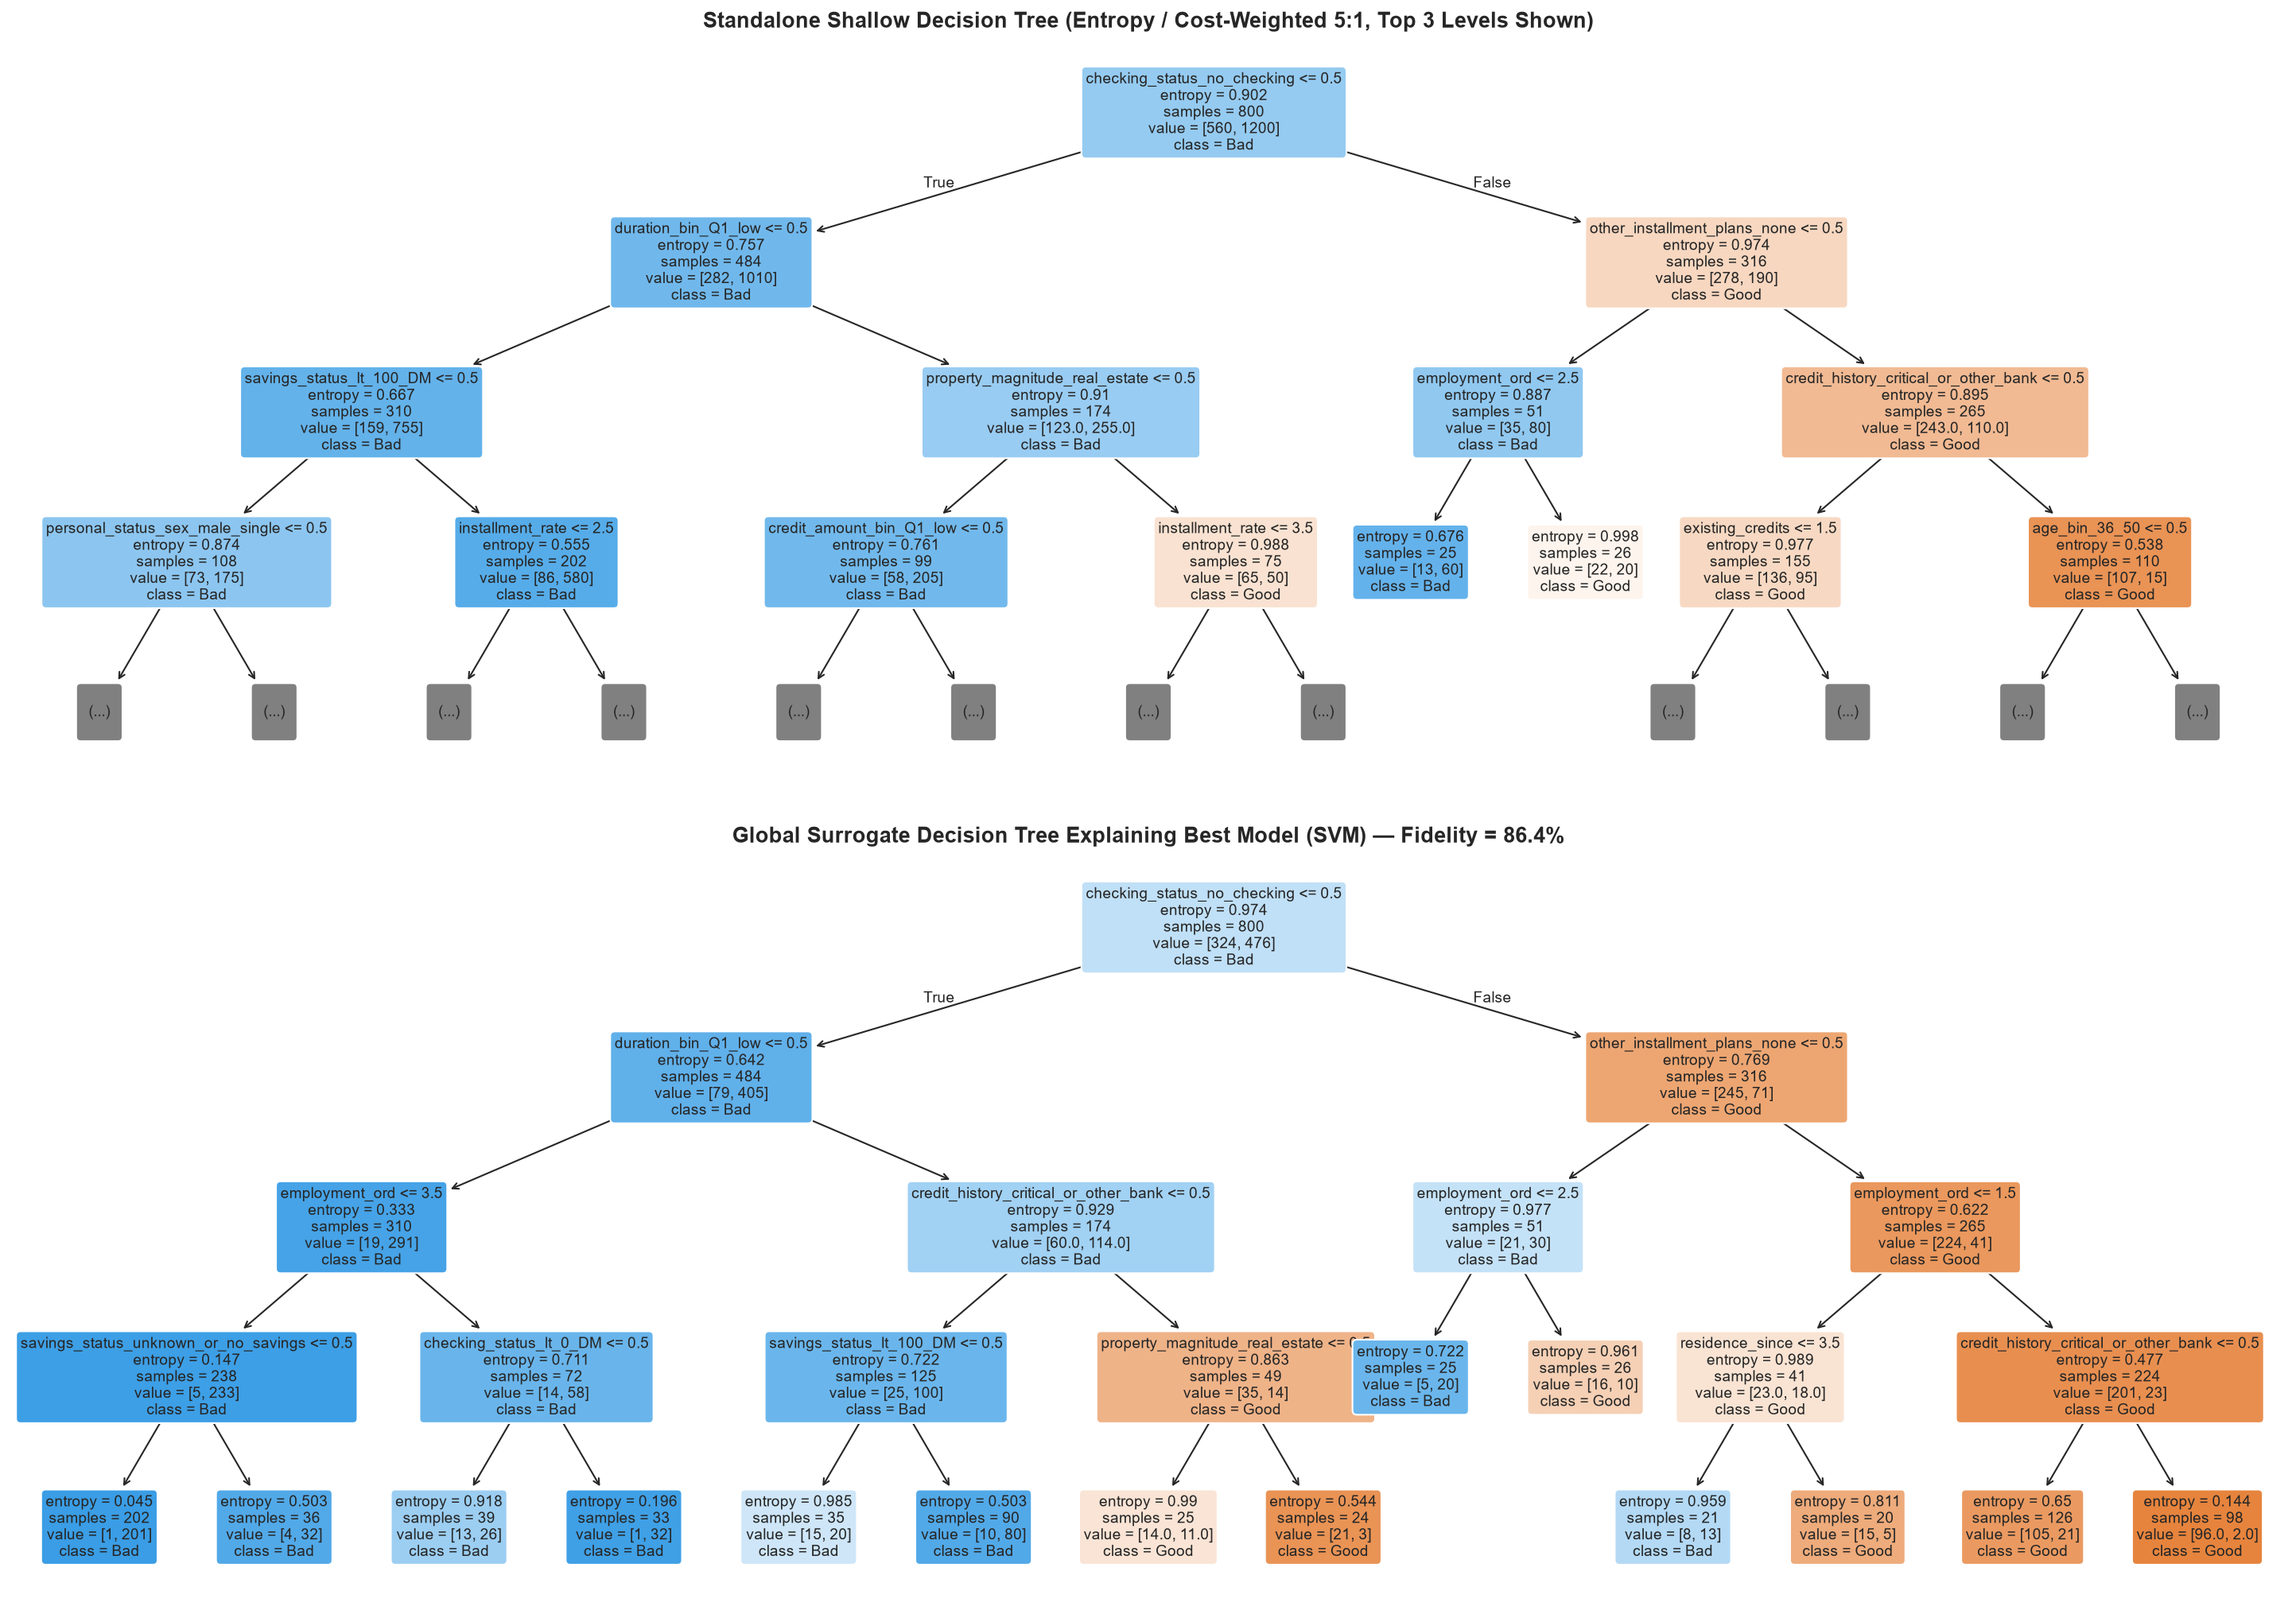 Standalone Shallow Decision Tree (Entropy / Cost-Weighted 5:1, Top 3 Levels Shown)
checking_status_no_checking <= 0.5
entropy = 0.902
samples = 800
value = [560, 1200]
class = Bad
True
False
duration_bin_Q1_low <= 0.5
entropy = 0.757
samples = 484
value = [282, 1010]
class = Bad
other_installment_plans_none <= 0.5
entropy = 0.974
samples = 316
value = [278, 190]
class = Good
savings_status_lt_100_DM <= 0.5
entropy = 0.667
samples = 310
value = [159, 755]
class = Bad
property_magnitude_real_estate <= 0.5
entropy = 0.91
samples = 174
value = [123.0, 255.0]
class = Bad
employment_ord <= 2.5
entropy = 0.887
samples = 51
value = [35, 80]
class = Bad
credit_history_critical_or_other_bank <= 0.5
entropy = 0.895
samples = 265
value = [243.0, 110.0]
class = Good
personal_status_sex_male_single <= 0.5
entropy = 0.874
samples = 108
value = [73, 175]
class = Bad
installment_rate <= 2.5
entropy = 0.555
samples = 202
value = [86, 580]
class = Bad
credit_amount_bin_Q1_low <= 0.5
entropy = 0.761
samples = 99
value = [58, 205]
class = Bad
installment_rate <= 3.5
entropy = 0.988
samples = 75
value = [65, 50]
class = Good
entropy = 0.676
samples = 25
value = [13, 60]
class = Bad
entropy = 0.998
samples = 26
value = [22, 20]
class = Good
existing_credits <= 1.5
entropy = 0.977
samples = 155
value = [136, 95]
class = Good
age_bin_36_50 <= 0.5
entropy = 0.538
samples = 110
value = [107, 15]
class = Good
(...)
(...)
(...)
(...)
(...)
(...)
(...)
(...)
(...)
(...)
(...)
(...)
Global Surrogate Decision Tree Explaining Best Model (SVM) — Fidelity = 86.4%
checking_status_no_checking <= 0.5
entropy = 0.974
samples = 800
value = [324, 476]
class = Bad
True
False
duration_bin_Q1_low <= 0.5
entropy = 0.642
samples = 484
value = [79, 405]
class = Bad
other_installment_plans_none <= 0.5
entropy = 0.769
samples = 316
value = [245, 71]
class = Good
employment_ord <= 3.5
entropy = 0.333
samples = 310
value = [19, 291]
class = Bad
credit_history_critical_or_other_bank <= 0.5
entropy = 0.929
samples = 174
value = [60.0, 114.0]
class = Bad
employment_ord <= 2.5
entropy = 0.977
samples = 51
value = [21, 30]
class = Bad
employment_ord <= 1.5
entropy = 0.622
samples = 265
value = [224, 41]
class = Good
savings_status_unknown_or_no_savings <= 0.5
entropy = 0.147
samples = 238
value = [5, 233]
class = Bad
checking_status_lt_0_DM <= 0.5
entropy = 0.711
samples = 72
value = [14, 58]
class = Bad
savings_status_lt_100_DM <= 0.5
entropy = 0.722
samples = 125
value = [25, 100]
class = Bad
property_magnitude_real_estate <=
entropy = 0.863
samples = 49
value = [35, 14]
class = Good
entropy = 0.722
samples = 25
value = [5, 20]
class = Bad
entropy = 0.961
samples = 26
value = [16, 10]
class = Good
residence_since <= 3.5
entropy = 0.989
samples = 41
value = [23.0, 18.0]
class = Good
credit_history_critical_or_other_bank <= 0.5
entropy = 0.477
samples = 224
value = [201, 23]
class = Good
entropy = 0.045
samples = 202
value = [1, 201]
class = Bad
entropy = 0.503
samples = 36
value = [4, 32]
class = Bad
entropy = 0.918
samples = 39
value = [13, 26]
class = Bad
entropy = 0.196
samples = 33
value = [1, 32]
class = Bad
entropy = 0.985
samples = 35
value = [15, 20]
class = Bad
entropy = 0.503
samples = 90
value = [10, 80]
class = Bad
entropy = 0.99
samples = 25
value = [14.0, 11.0]
class = Good
entropy = 0.544
samples = 24
value = [21, 3]
class = Good
entropy = 0.959
samples = 21
value = [8, 13]
class = Bad
entropy = 0.811
samples = 20
value = [15, 5]
class = Good
entropy = 0.65
samples = 126
value = [105, 21]
class = Good
entropy = 0.144
samples = 98
value = [96.0, 2.0]
class = Good